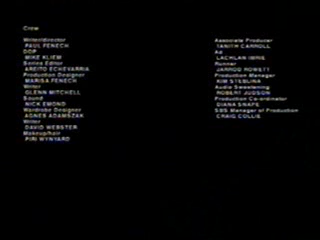 Crew
Writer/director
PAUL FENECH
DOP
MIKE KLIEM
Series Editor
AREITO ECHEVARRIA
Production Designer
MARISA FENECH
Writer
GLENN MITCHELL
Sound
NICK EMOND
Wardrobe Designer
AGNES ADAMSZAK
Writer
DAVID WEBSTER
Makeup/hair
PIRI WYNYARD
Associate Producer
TANITH CARROLL
Ad
LACHLAN IMRIE
Runner
JARROD ROWETT
Production Manager
KIM STEBLINA
Audio Sweetening
ROBERT JUDSON
Production Co-ordinator
DIANA SNAPE
SBS Manager of Production
CRAIG COLLIE